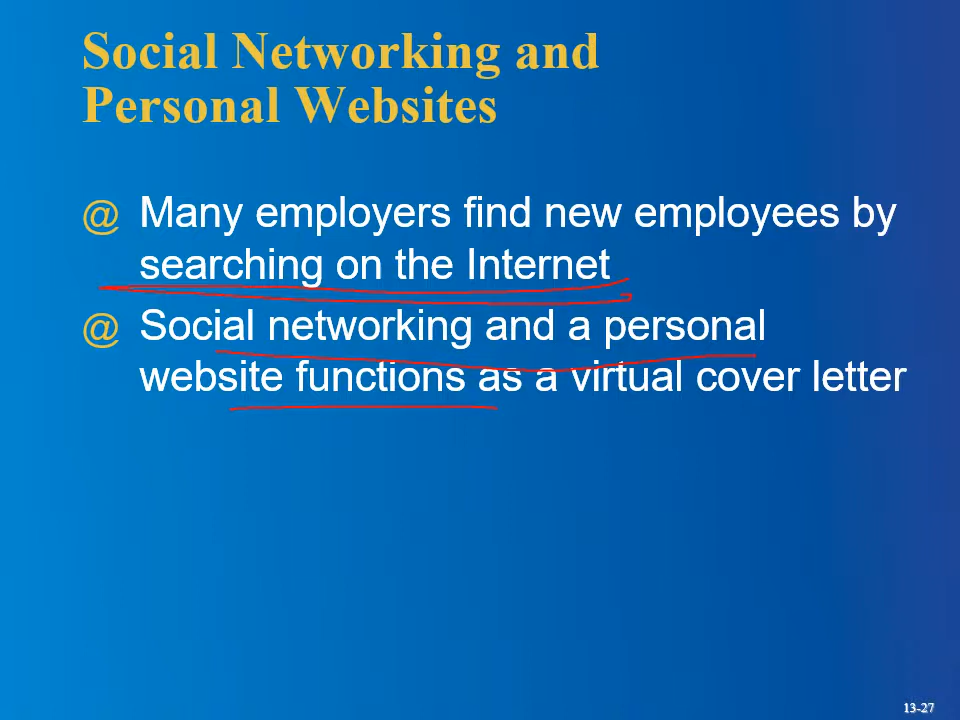 Social Networking and
Personal Websites
@ Many employers find new employees by
searching on the Internet
@ Social networking and a personal
website functions as a virtual cover letter
13-27